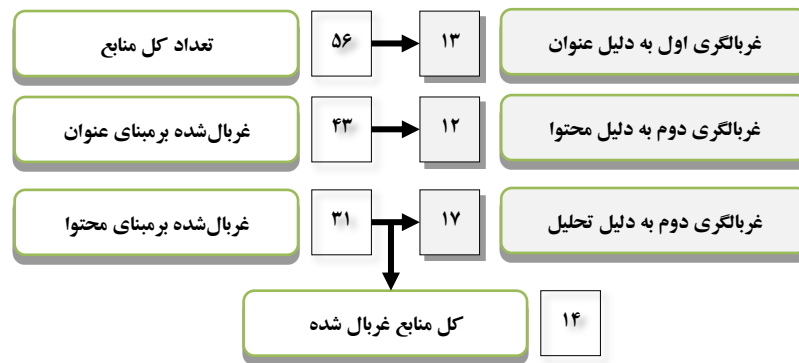 غربالگری اول به دلیل عنوان
۱۳
۵۶
تعداد کل منابع
غربالگری دوم به دلیل محتوا
۱۲
۴۳
غربال‌شده برمبنای عنوان
غربالگری دوم به دلیل تحلیل
۱۷
۳۱
غربال‌شده برمبنای محتوا
۱۴
کل منابع غربال شده